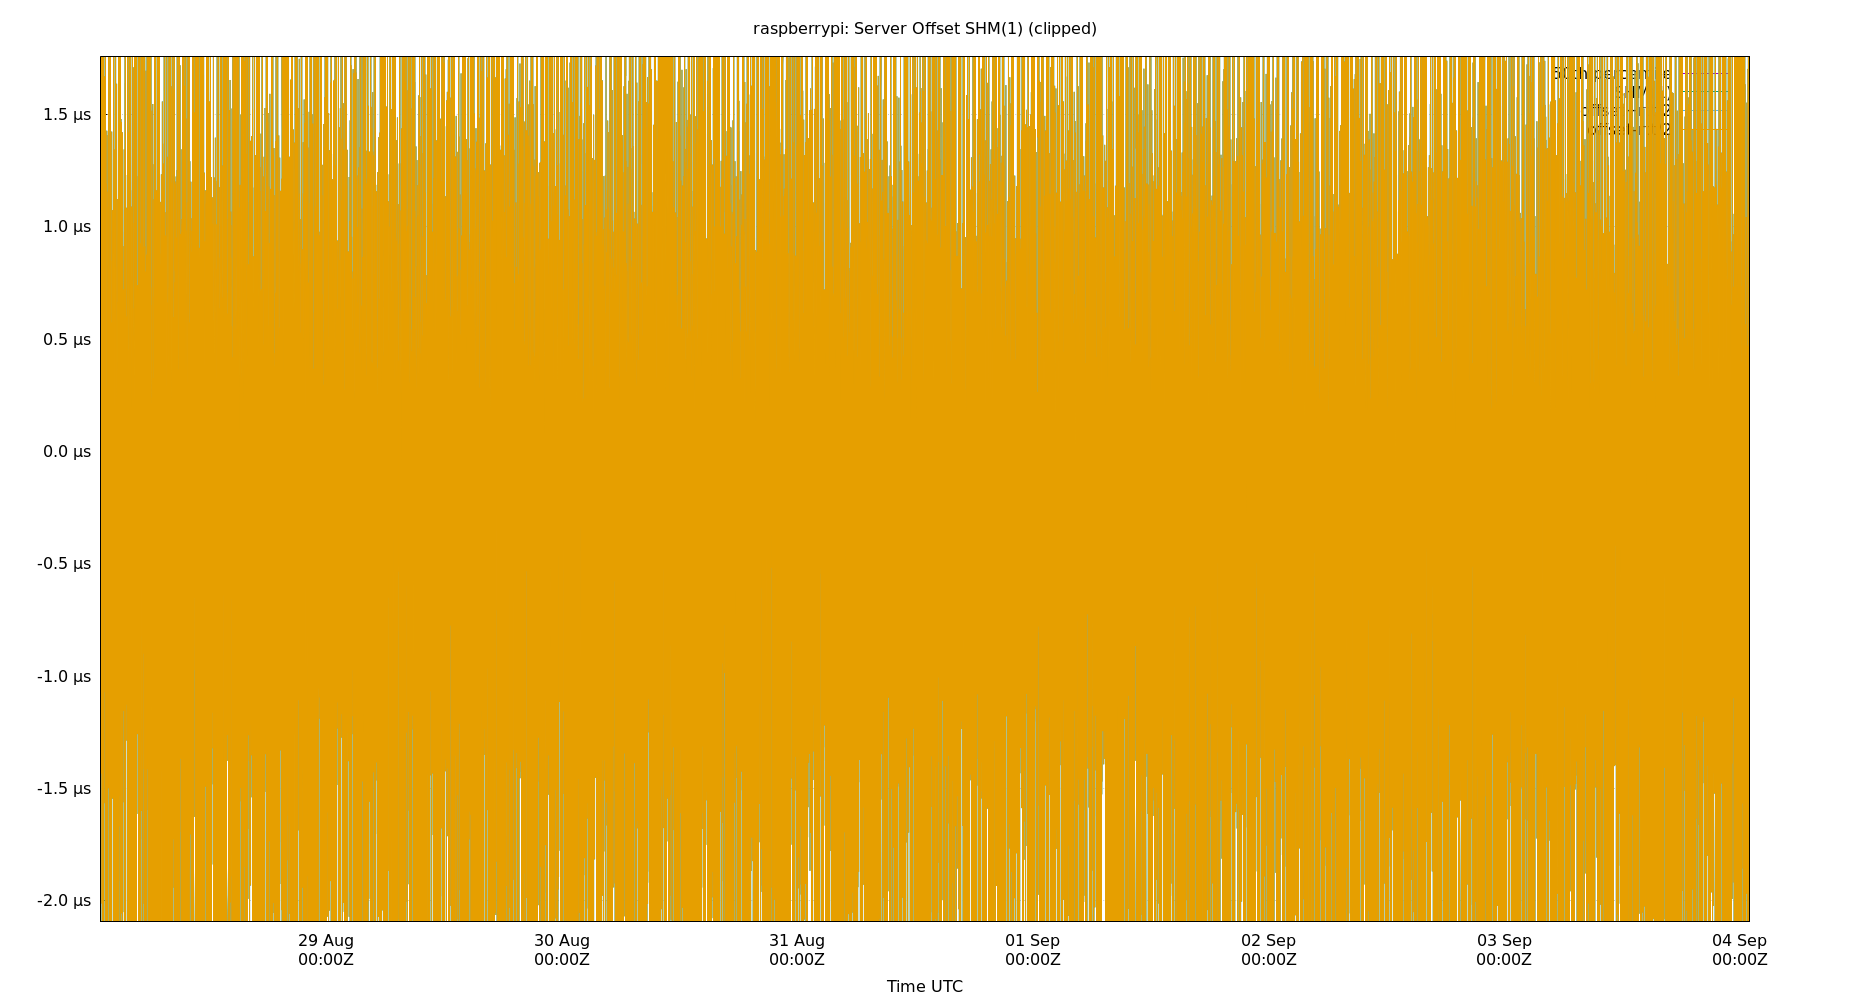 raspberrypi: Server Offset SHM(1) (clipped)
1.5 µs
1.0 µs
0.5 µs
0.0 µs
-0.5 µs
-1.0 µs
-1.5 µs
-2.0 µs
29 Aug 30 Aug 31 Aug 01 Sep 02 Sep 03 Sep 04 Sep
00:00Z 00:00Z 00:00Z 00:00Z 00:00Z 00:00Z 00:00Z
Time UTC